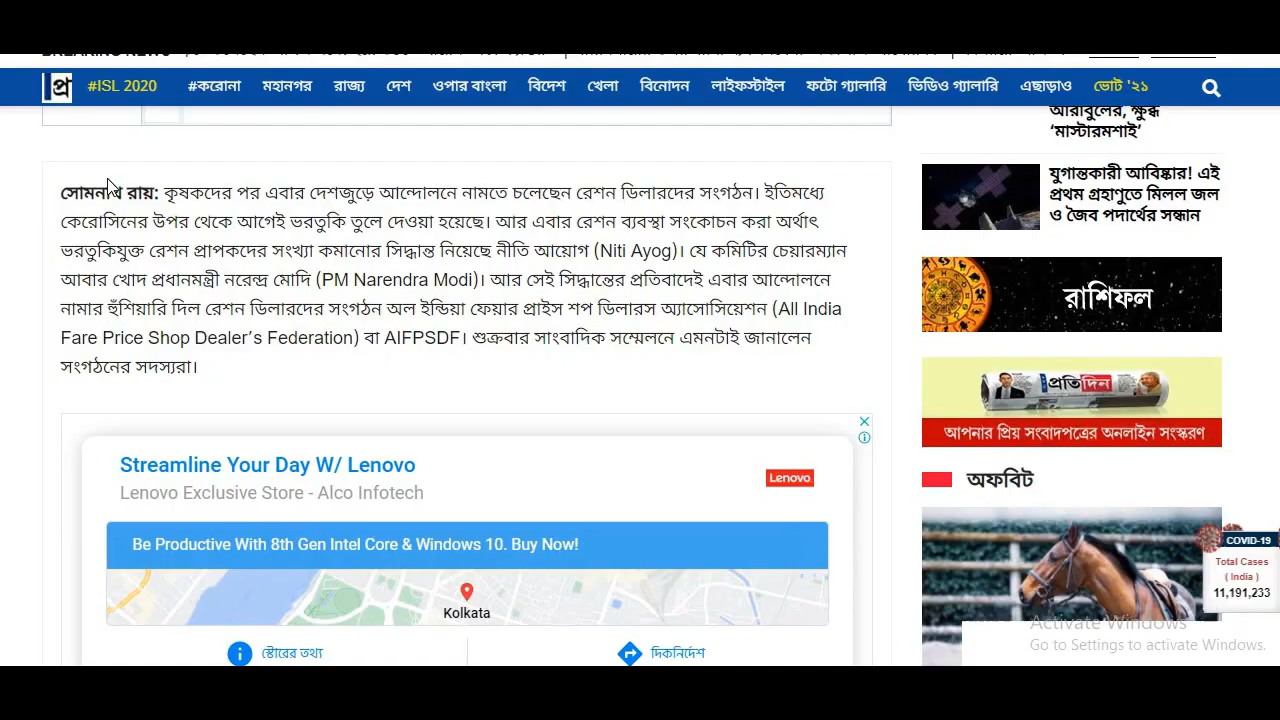 #ISL 2020 #করোনা মহানগর রাজ্য দেশ ওপার বাংলা বিদেশ খেলা বিনোদন লাইফস্টাইল ফটো গ্যালারি ভিডিও গ্যালারি এছাড়াও ভোট '২১
সোমনাথ রায়: কৃষকদের পর এবার দেশজুড়ে আন্দোলনে নামতে চলেছেন রেশন ডিলারদের সংগঠন। ইতিমধ্যে
কেরোসিনের উপর থেকে আগেই ভরতুকি তুলে দেওয়া হয়েছে। আর এবার রেশন ব্যবস্থা সংকোচন করা অর্থাৎ
ভরতুকিযুক্ত রেশন প্রাপকদের সংখ্যা কমানোর সিদ্ধান্ত নিয়েছে নীতি আয়োগ (Niti Ayog)। যে কমিটির চেয়ারম্যান
আবার খোদ প্রধানমন্ত্রী নরেন্দ্র মোদি (PM Narendra Modi)। আর সেই সিদ্ধান্তের প্রতিবাদেই এবার আন্দোলনে
নামার হুঁশিয়ারি দিল রেশন ডিলারদের সংগঠন অল ইন্ডিয়া ফেয়ার প্রাইস শপ ডিলারস অ্যাসোসিয়েশন (All India
Fare Price Shop Dealer's Federation) বা AIFPSDF। শুক্রবার সাংবাদিক সম্মেলনে এমনটাই জানালেন
সংগঠনের সদস্যরা।
Streamline Your Day W/ Lenovo
Lenovo
Lenovo Exclusive Store - Alco Infotech
Be Productive With 8th Gen Intel Core & Windows 10. Buy Now!
Kolkata
স্টোরের তথ্য
দিকনির্দেশ
আরাবুলের, ক্ষুব্ধ
'মাস্টারমশাই'
যুগান্তকারী আবিষ্কার! এই
প্রথম গ্রহাণুতে মিলল জল
ও জৈব পদার্থের সন্ধান
রাশিফল
প্রতিদিন
আপনার প্রিয় সংবাদপত্রের অনলাইন সংস্করণ
অফবিট
COVID-19
Total Cases
( India )
11,191,233
Activate Windows
Go to Settings to activate Windows.